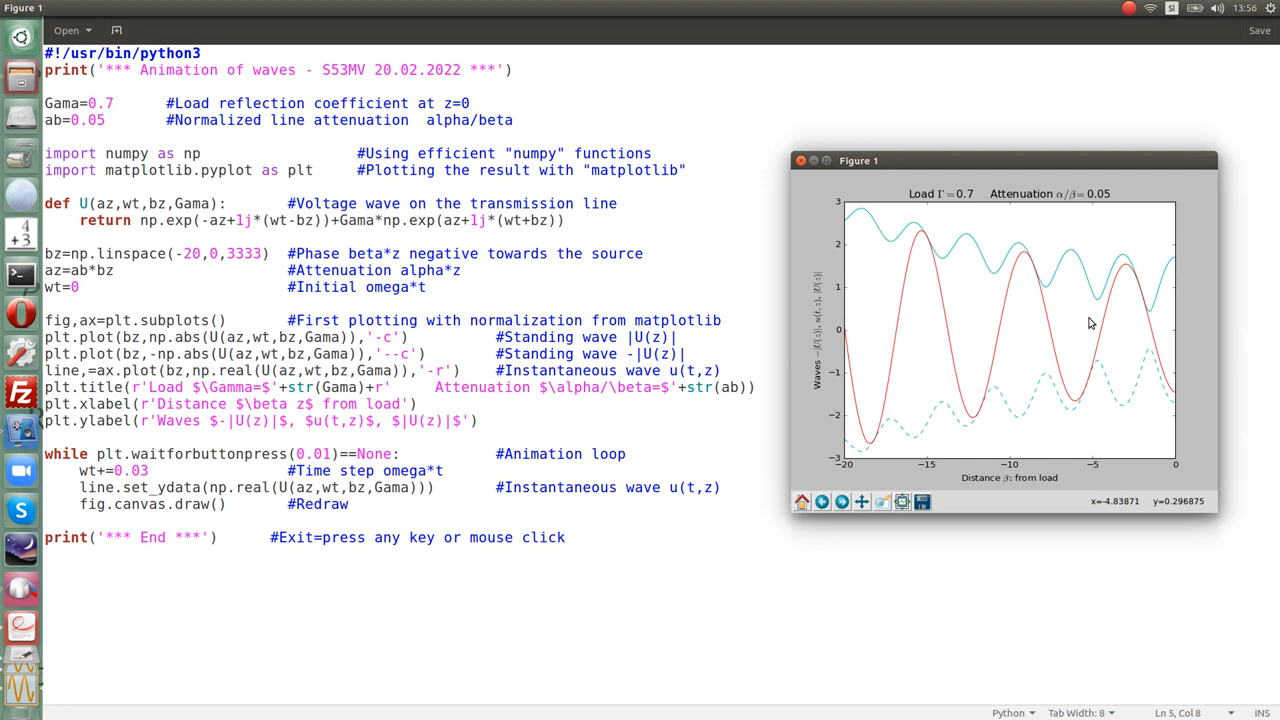 Figure 1
sl
13:56
Open
Save
#!/usr/bin/python3
print('*** Animation of waves - S53MV 20.02.2022 ***')
Gama=0.7 #Load reflection coefficient at z=0
ab=0.05 #Normalized line attenuation alpha/beta
import numpy as np #Using efficient "numpy" functions
import matplotlib.pyplot as plt #Plotting the result with "matplotlib"
def U(az,wt,bz,Gama): #Voltage wave on the transmission line
return np.exp(-az+1j*(wt-bz))+Gama*np.exp(az+1j*(wt+bz))
bz=np.linspace(-20,0,3333) #Phase beta*z negative towards the source
az=ab*bz #Attenuation alpha*z
wt=0 #Initial omega*t
fig,ax=plt.subplots() #First plotting with normalization from matplotlib
plt.plot(bz,np.abs(U(az,wt,bz,Gama)),'-c') #Standing wave |U(z)|
plt.plot(bz,-np.abs(U(az,wt,bz,Gama)),'--c') #Standing wave -|U(z)|
line,=ax.plot(bz,np.real(U(az,wt,bz,Gama)),'-r') #Instantaneous wave u(t,z)
plt.title(r'Load $\Gamma=$'+str(Gama)+r' Attenuation $\alpha/\beta=$'+str(ab))
plt.xlabel(r'Distance $\beta z$ from load')
plt.ylabel(r'Waves $-|U(z)|$, $u(t,z)$, $|U(z)|$')
while plt.waitforbuttonpress(0.01)==None: #Animation loop
wt+=0.03 #Time step omega*t
line.set_ydata(np.real(U(az,wt,bz,Gama))) #Instantaneous wave u(t,z)
fig.canvas.draw() #Redraw
print('*** End ***') #Exit=press any key or mouse click
Figure 1
Load Γ=0.7 Attenuation α/β=0.05
3
2
1
0
−1
−2
−3
−20
−15
−10
−5
0
Waves −|U(z)|, u(t,z), |U(z)|
Distance βz from load
x=-4.83871 y=0.296875
4
+3
Fz
S
Python
Tab Width: 8
Ln 5, Col 8
INS